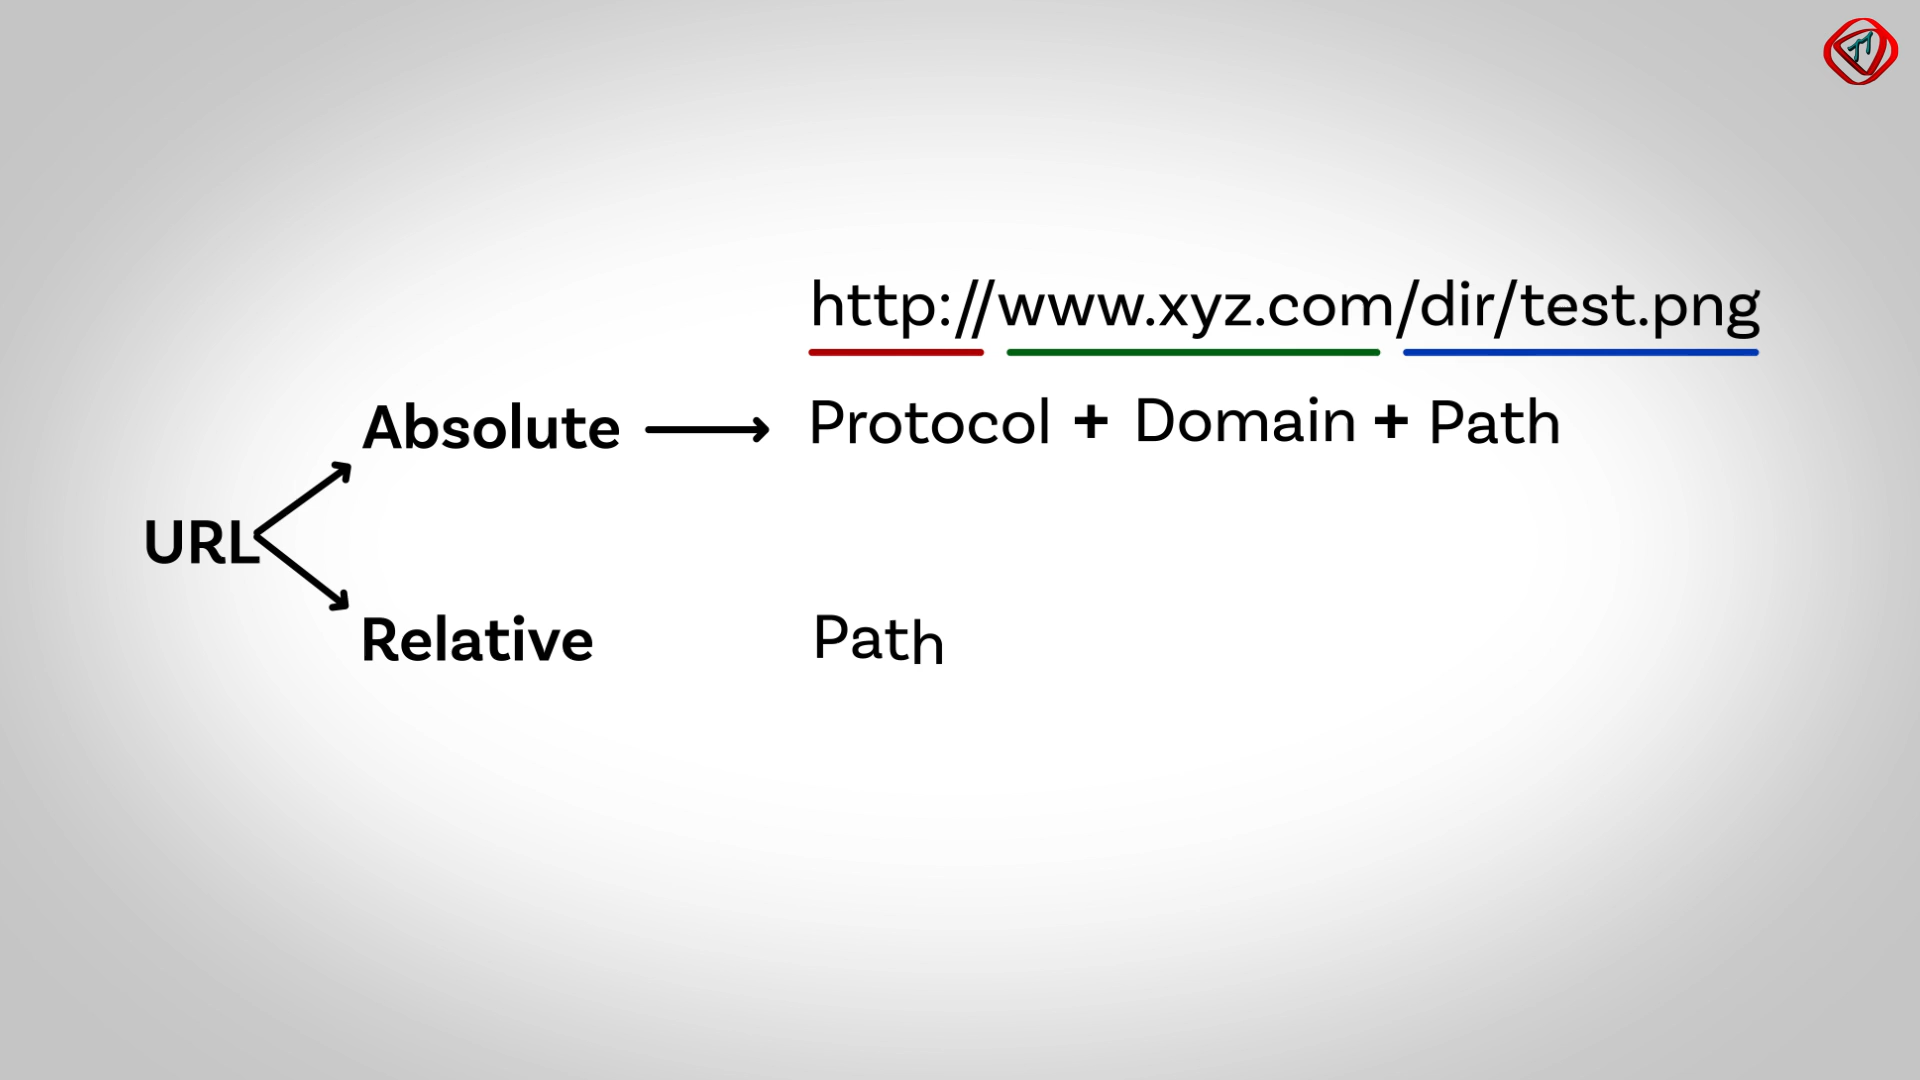 http://www.xyz.com/dir/test.png
Absolute Protocol + Domain + Path
URL
Relative Path